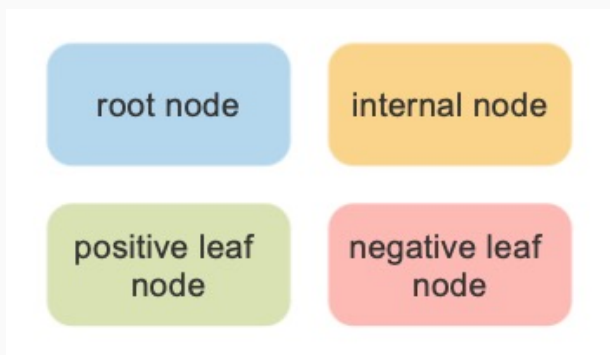 root node
internal node
positive leaf
node
negative leaf
node